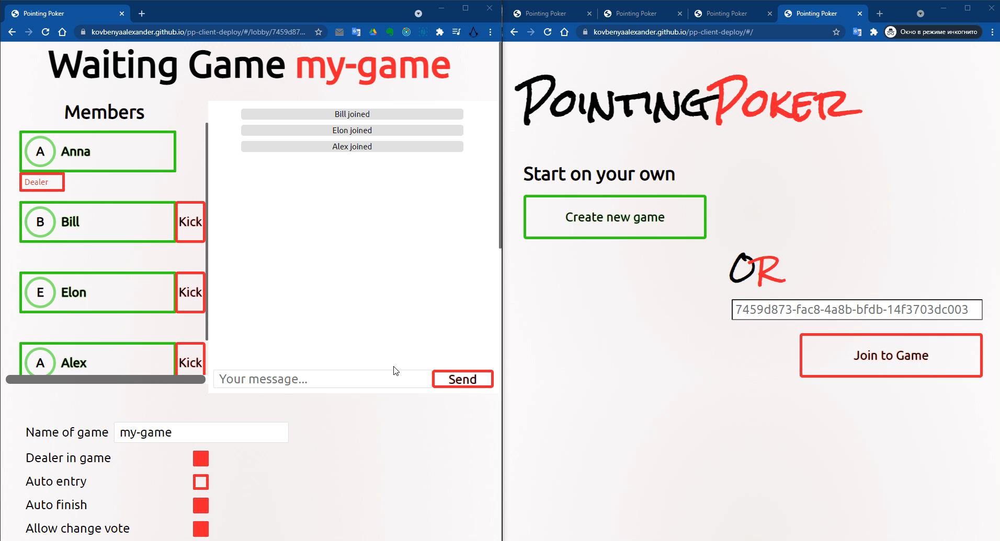 Pointing Poker
kovbenyaalexander.github.io/pp-client-deploy/#/lobby/7459d87...
Waiting Game my-game
Members
A Anna
Dealer
B Bill Kick
E Elon Kick
A Alex Kick
Bill joined
Elon joined
Alex joined
Your message... Send
Name of game my-game
Dealer in game
Auto entry
Auto finish
Allow change vote
Pointing Poker Pointing Poker Pointing Poker Pointing Poker
kovbenyaalexander.github.io/pp-client-deploy/#/ Окно в режиме инкогнито
PointingPoker
Start on your own
Create new game
OR
7459d873-fac8-4a8b-bfdb-14f3703dc003
Join to Game